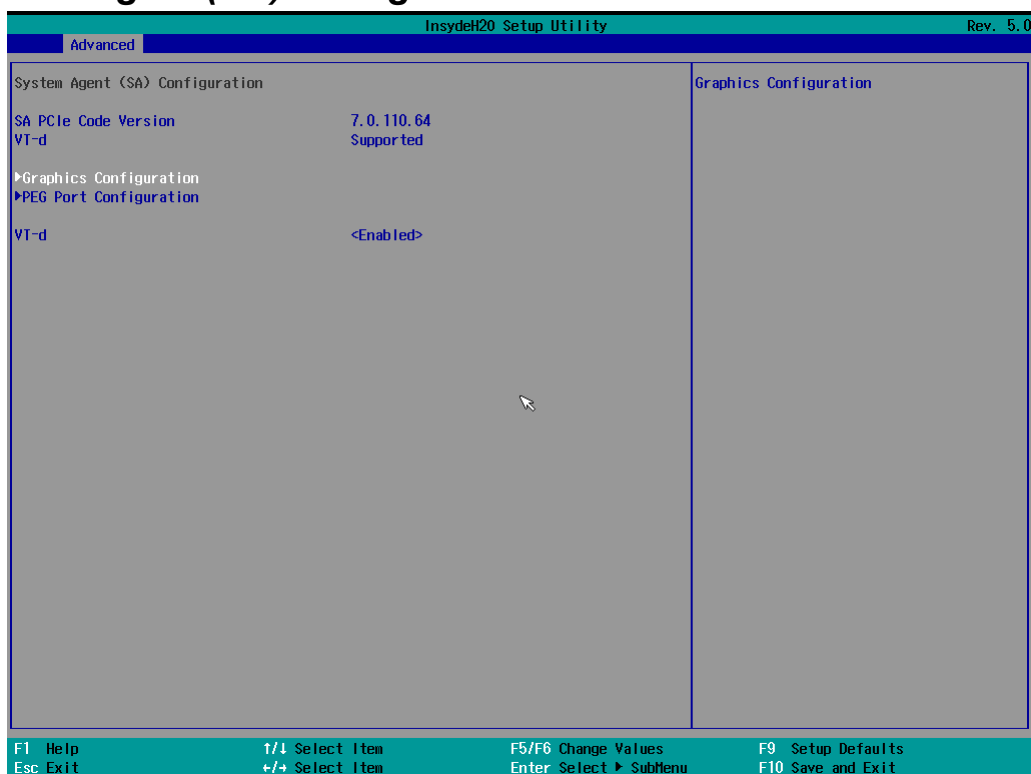 InsydeH20 Setup Utility Rev. 5.0
Advanced
System Agent (SA) Configuration
Graphics Configuration
SA PCIe Code Version 7.0.110.64
VT-d Supported
▶Graphics Configuration
▶PEG Port Configuration
VT-d <Enabled>
F1 Help ↑/↓ Select Item F5/F6 Change Values F9 Setup Defaults
Esc Exit ←/→ Select Item Enter Select ▶ SubMenu F10 Save and Exit